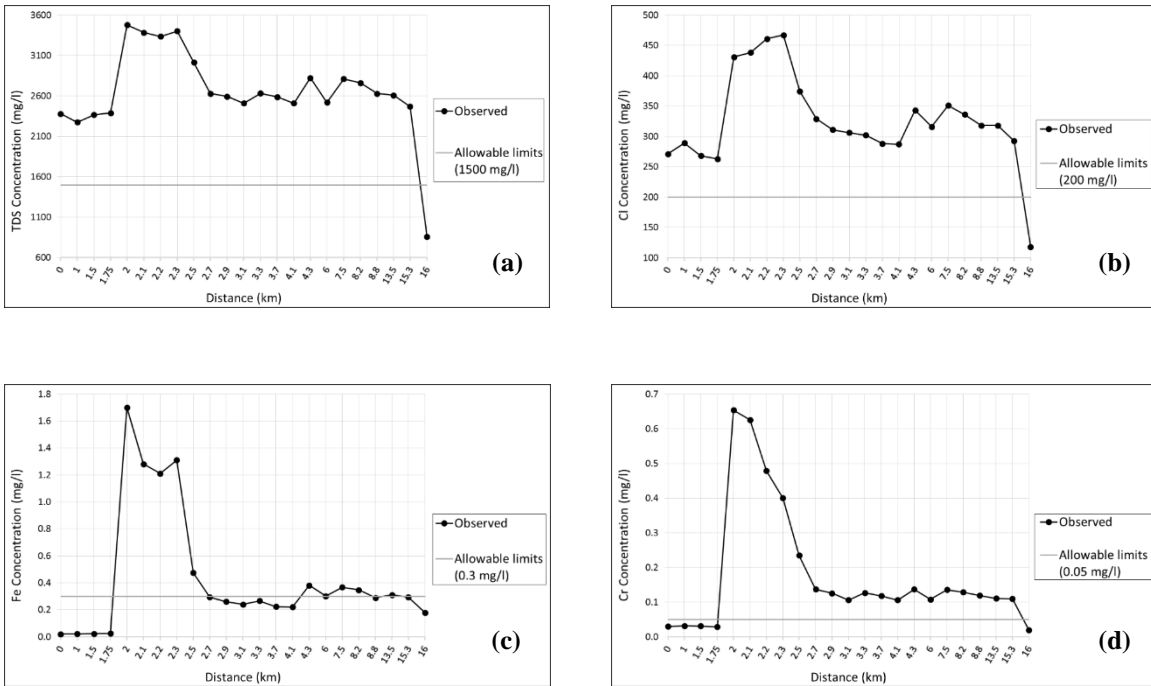 3600
3100
2600
2100
1600
1100
600
TDS Concentration (mg/l)
0 1 1.5 1.75 2 2.1 2.2 2.3 2.5 2.7 2.9 3.1 3.3 3.7 4.1 4.3 6 7.5 8.2 8.8 13.5 15.3 16
Distance (km)
Observed
Allowable limits
(1500 mg/l)
(a)
500
450
400
350
300
250
200
150
100
Cl Concentration (mg/l)
0 1 1.5 1.75 2 2.1 2.2 2.3 2.5 2.7 2.9 3.1 3.3 3.7 4.1 4.3 6 7.5 8.2 8.8 13.5 15.3 16
Distance (km)
Observed
Allowable limits
(200 mg/l)
(b)
1.8
1.6
1.4
1.2
1.0
0.8
0.6
0.4
0.2
0.0
Fe Concentration (mg/l)
0 1 1.5 1.75 2 2.1 2.2 2.3 2.5 2.7 2.9 3.1 3.3 3.7 4.1 4.3 6 7.5 8.2 8.8 13.5 15.3 16
Distance (km)
Observed
Allowable limits
(0.3 mg/l)
(c)
0.7
0.6
0.5
0.4
0.3
0.2
0.1
0.0
Cr Concentration (mg/l)
0 1 1.5 1.75 2 2.1 2.2 2.3 2.5 2.7 2.9 3.1 3.3 3.7 4.1 4.3 6 7.5 8.2 8.8 13.5 15.3 16
Distance (km)
Observed
Allowable limits
(0.05 mg/l)
(d)